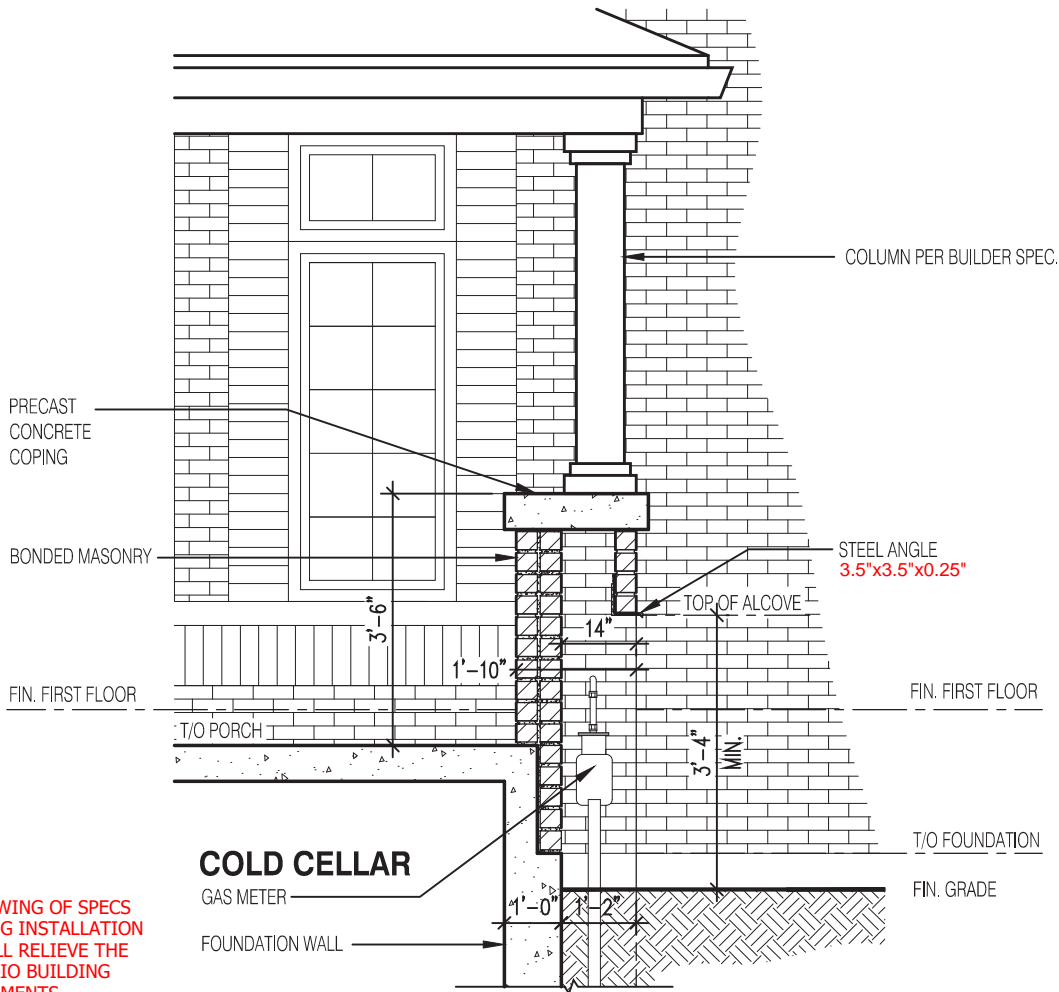 COLUMN PER BUILDER SPEC.
PRECAST
CONCRETE
COPING
BONDED MASONRY
STEEL ANGLE
3.5"x3.5"x0.25"
TOP OF ALCOVE
3'-6"
14"
1'-10"
FIN. FIRST FLOOR
FIN. FIRST FLOOR
T/O PORCH
3'-4"
MIN.
T/O FOUNDATION
COLD CELLAR
GAS METER
FIN. GRADE
1'-0"
1'-2"
FOUNDATION WALL
WING OF SPECS
G INSTALLATION
LL RELIEVE THE
IO BUILDING
MENTS